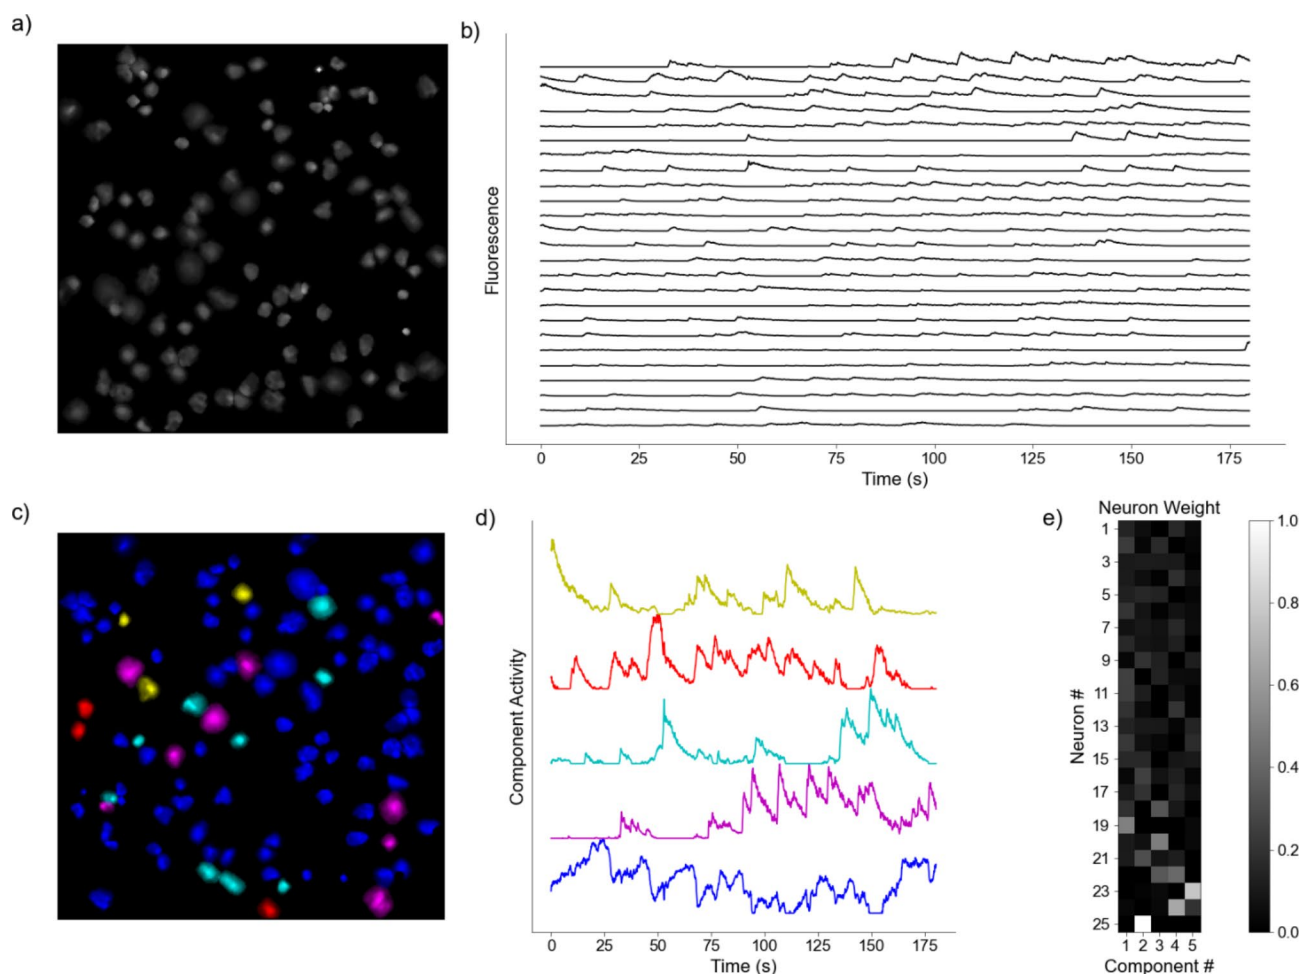 a)
b)
Fluorescence
0 25 50 75 100 125 150 175
Time (s)
c)
d)
Component Activity
0 25 50 75 100 125 150 175
Time (s)
e)
Neuron Weight
Neuron #
1
3
5
7
9
11
13
15
17
19
21
23
25
1 2 3 4 5
Component #
1.0
0.8
0.6
0.4
0.2
0.0